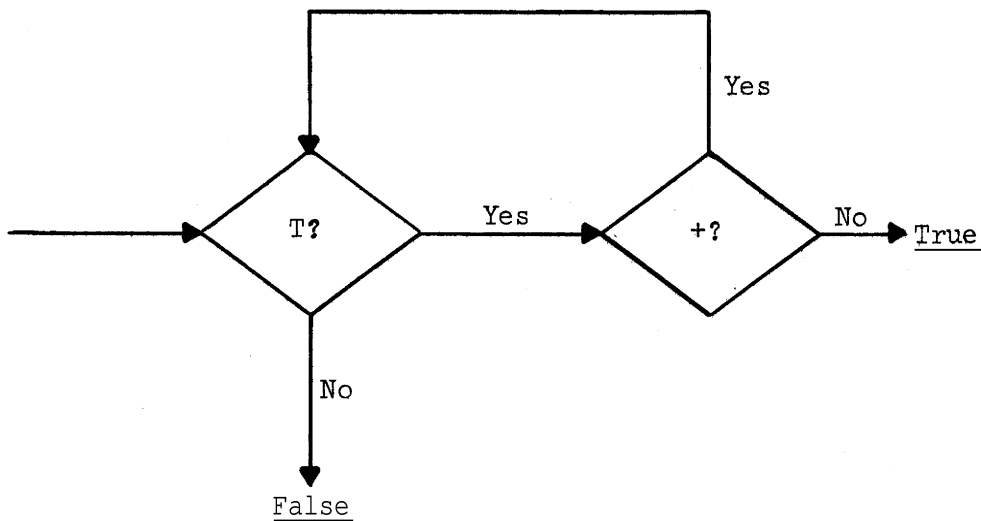 Yes
T?
Yes
+?
No
True
No
False